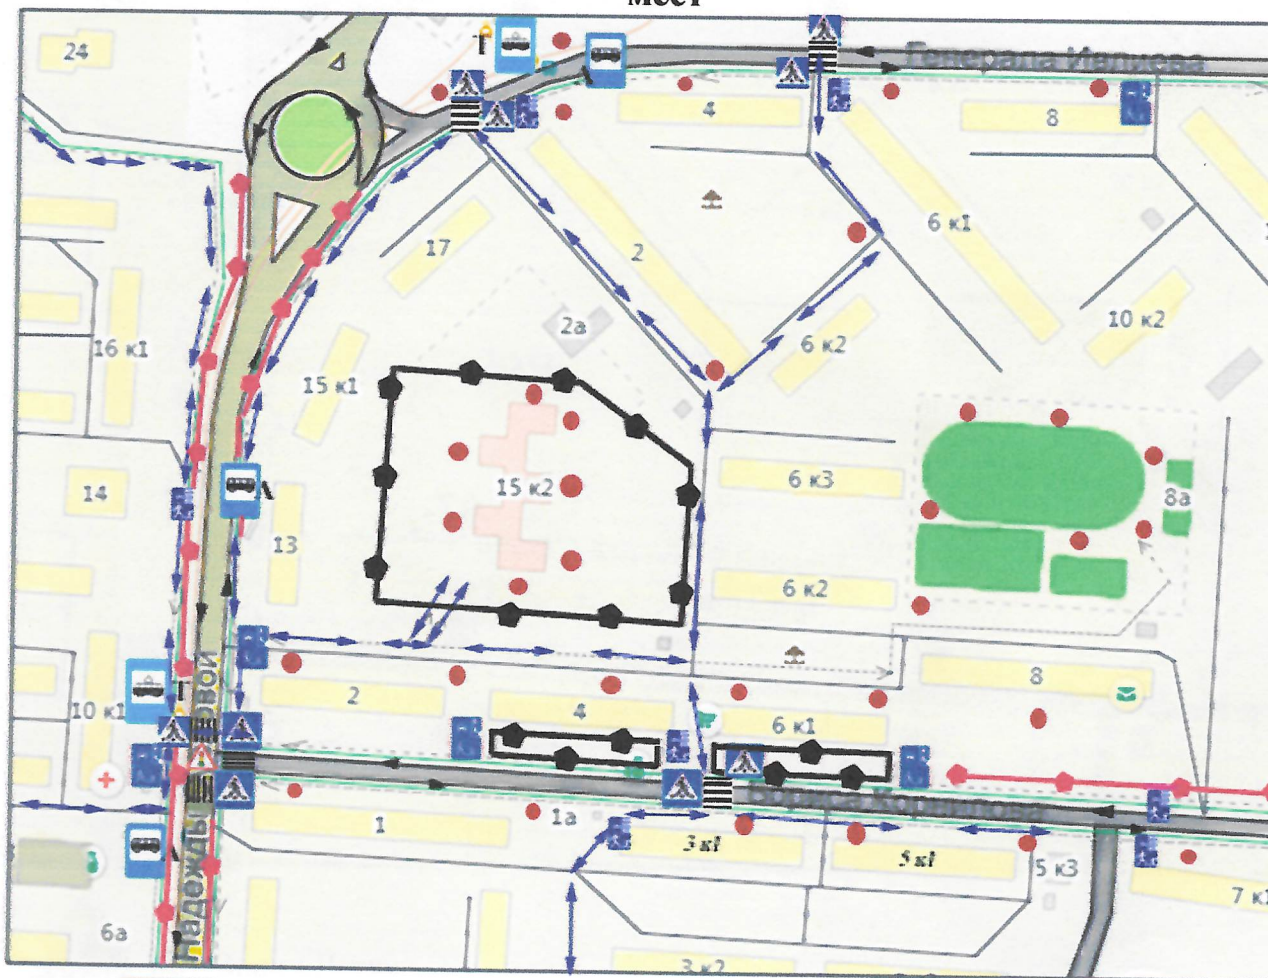 мест
24
Генерала Ивлиева
4
8
17
2
6 к1
2а
6 к2
10 к2
16 к1
15 к1
14
13
15 к2
6 к3
8а
6 к2
8
10 к1
2
4
6 к1
Бориса Корнилова
1
1а
3 к1
5 к1
5 к3
7 к1
Надежды
6а
3 к2